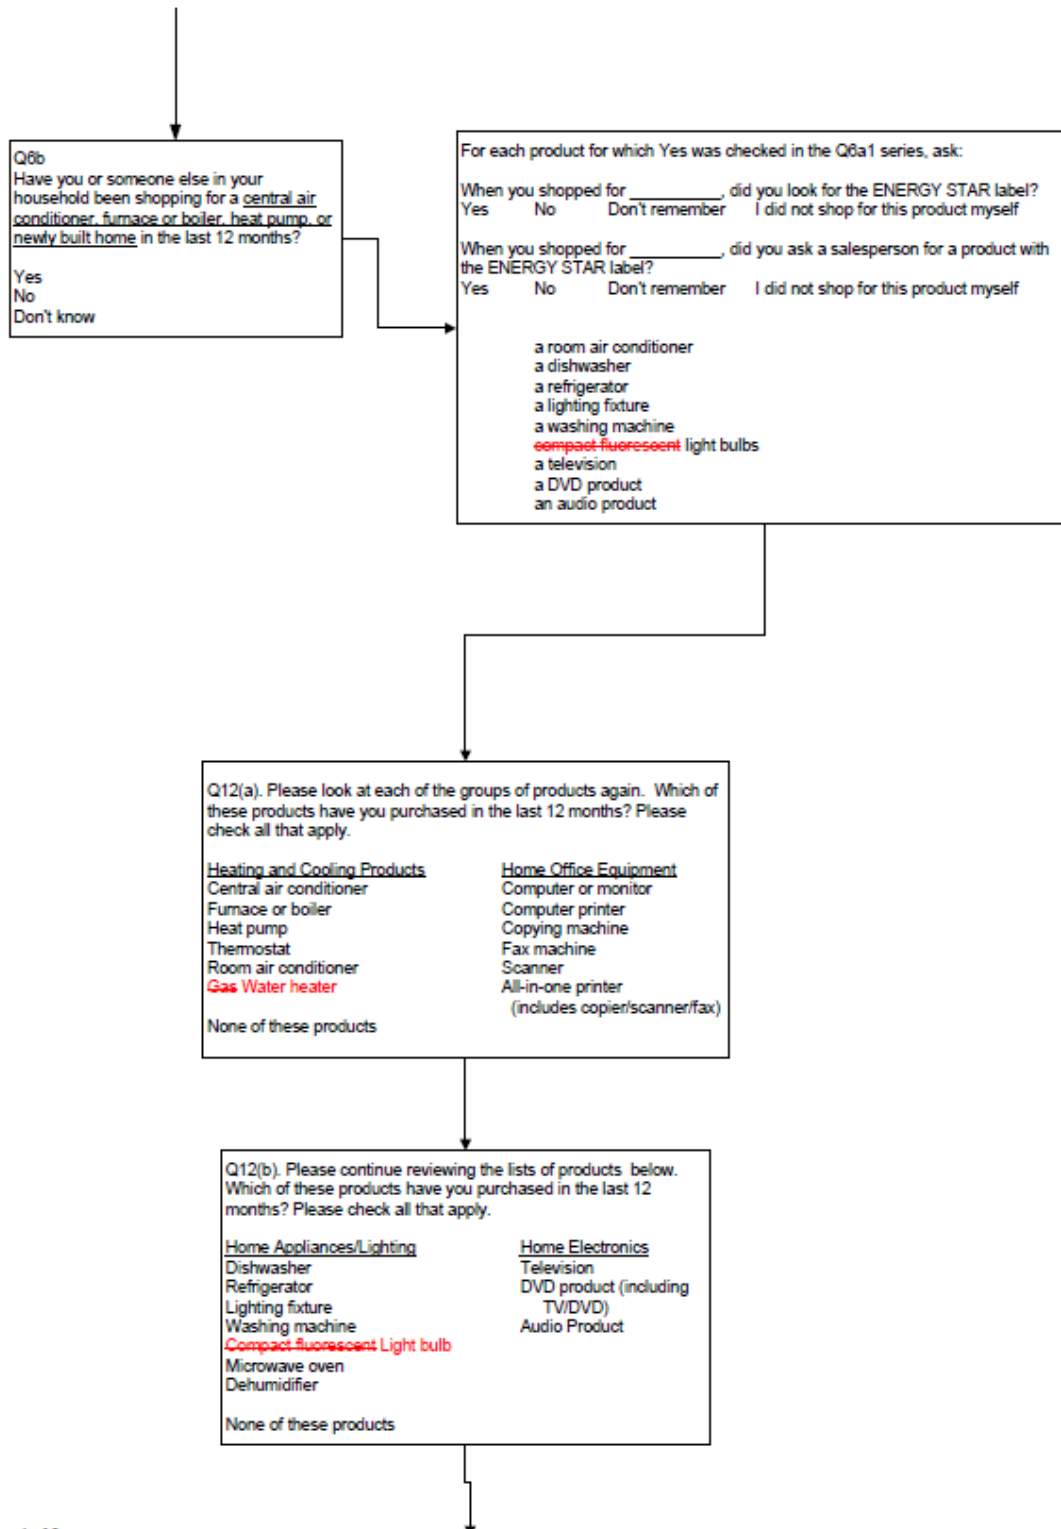 Q6b
Have you or someone else in your
household been shopping for a central air
conditioner, furnace or boiler, heat pump, or
newly built home in the last 12 months?
Yes
No
Don't know
For each product for which Yes was checked in the Q6a1 series, ask:
When you shopped for __________, did you look for the ENERGY STAR label?
Yes No Don't remember I did not shop for this product myself
When you shopped for __________, did you ask a salesperson for a product with
the ENERGY STAR label?
Yes No Don't remember I did not shop for this product myself
a room air conditioner
a dishwasher
a refrigerator
a lighting fixture
a washing machine
compact fluorescent light bulbs
a television
a DVD product
an audio product
Q12(a). Please look at each of the groups of products again. Which of
these products have you purchased in the last 12 months? Please
check all that apply.
Heating and Cooling Products
Central air conditioner
Furnace or boiler
Heat pump
Thermostat
Room air conditioner
Gas Water heater
None of these products
Home Office Equipment
Computer or monitor
Computer printer
Copying machine
Fax machine
Scanner
All-in-one printer
(includes copier/scanner/fax)
Q12(b). Please continue reviewing the lists of products below.
Which of these products have you purchased in the last 12
months? Please check all that apply.
Home Appliances/Lighting
Dishwasher
Refrigerator
Lighting fixture
Washing machine
Compact fluorescent Light bulb
Microwave oven
Dehumidifier
None of these products
Home Electronics
Television
DVD product (including
TV/DVD)
Audio Product